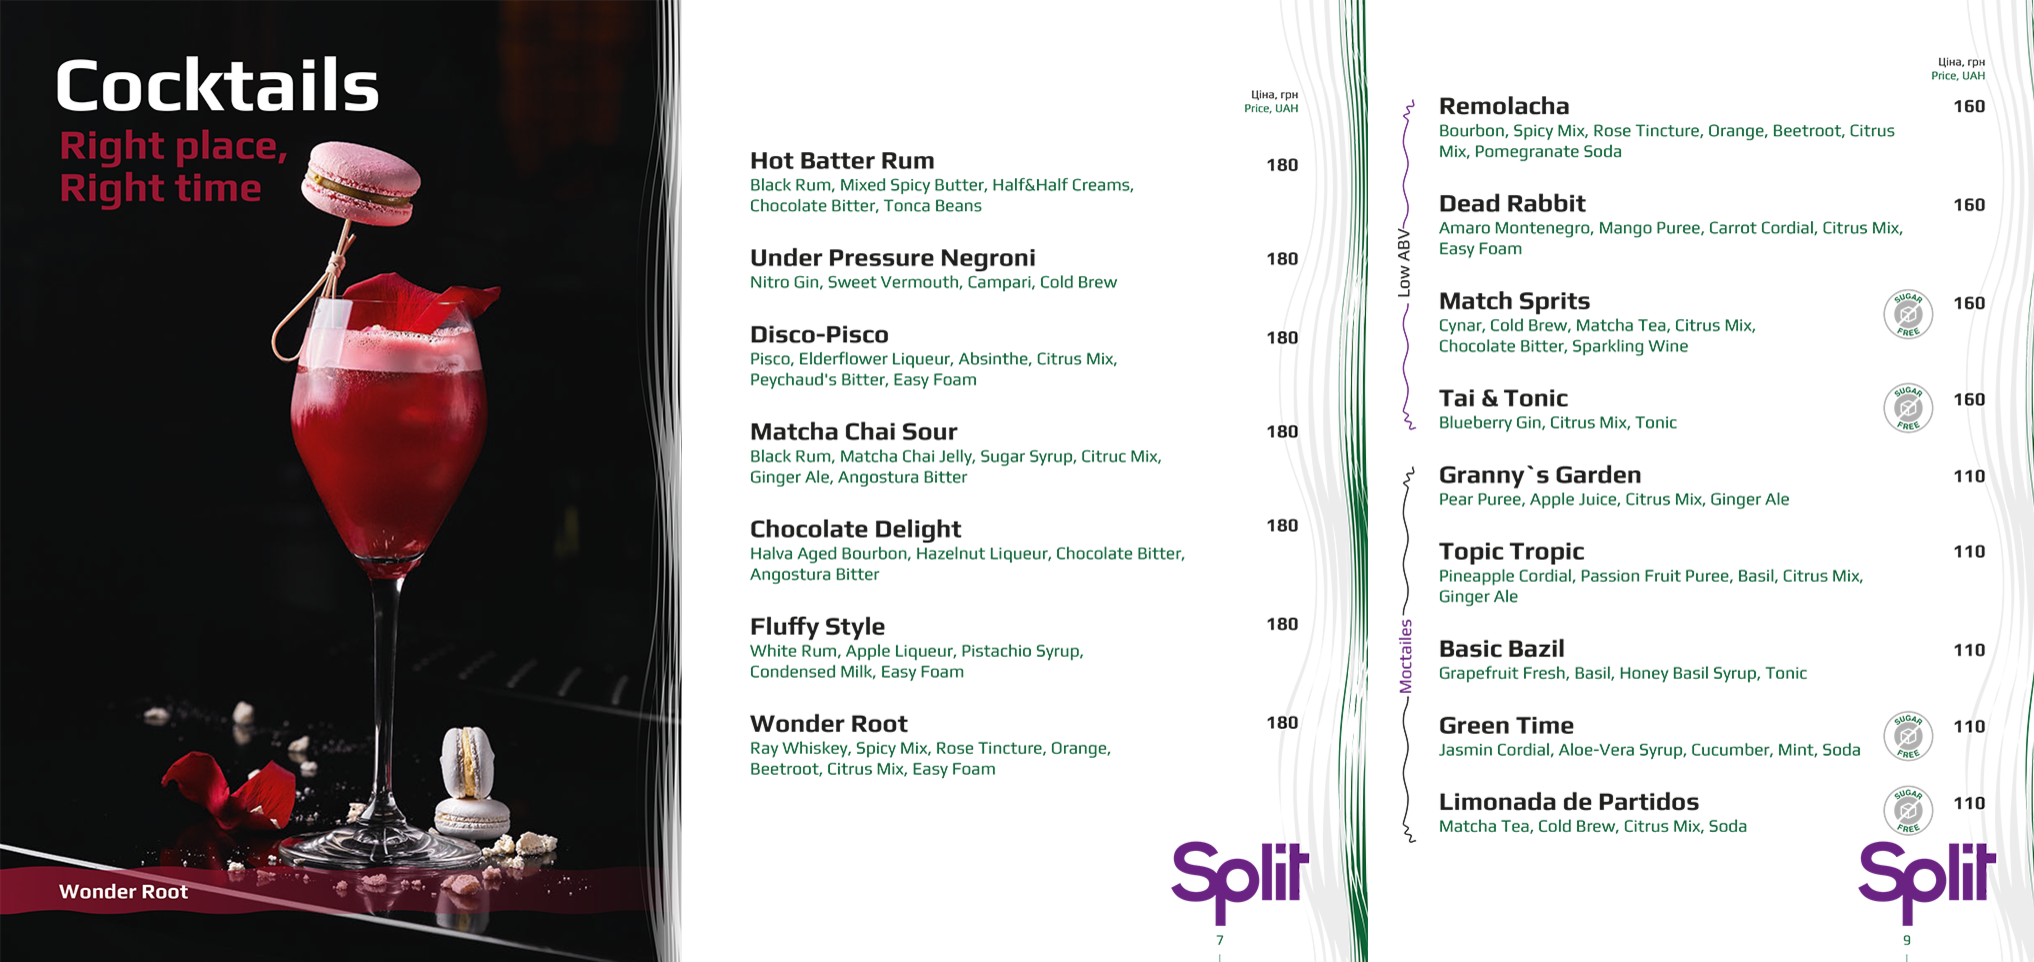 Cocktails
Right place,
Right time
Wonder Root
Ціна, грн
Price, UAH
Hot Batter Rum 180
Black Rum, Mixed Spicy Butter, Half&Half Creams,
Chocolate Bitter, Tonca Beans
Under Pressure Negroni 180
Nitro Gin, Sweet Vermouth, Campari, Cold Brew
Disco-Pisco 180
Pisco, Elderflower Liqueur, Absinthe, Citrus Mix,
Peychaud's Bitter, Easy Foam
Matcha Chai Sour 180
Black Rum, Matcha Chai Jelly, Sugar Syrup, Citruc Mix,
Ginger Ale, Angostura Bitter
Chocolate Delight 180
Halva Aged Bourbon, Hazelnut Liqueur, Chocolate Bitter,
Angostura Bitter
Fluffy Style 180
White Rum, Apple Liqueur, Pistachio Syrup,
Condensed Milk, Easy Foam
Wonder Root 180
Ray Whiskey, Spicy Mix, Rose Tincture, Orange,
Beetroot, Citrus Mix, Easy Foam
Split
7
Ціна, грн
Price, UAH
Low ABV
Remolacha 160
Bourbon, Spicy Mix, Rose Tincture, Orange, Beetroot, Citrus
Mix, Pomegranate Soda
Dead Rabbit 160
Amaro Montenegro, Mango Puree, Carrot Cordial, Citrus Mix,
Easy Foam
Match Sprits SUGAR FREE 160
Cynar, Cold Brew, Matcha Tea, Citrus Mix,
Chocolate Bitter, Sparkling Wine
Tai & Tonic SUGAR FREE 160
Blueberry Gin, Citrus Mix, Tonic
Moctailes
Granny`s Garden 110
Pear Puree, Apple Juice, Citrus Mix, Ginger Ale
Topic Tropic 110
Pineapple Cordial, Passion Fruit Puree, Basil, Citrus Mix,
Ginger Ale
Basic Bazil 110
Grapefruit Fresh, Basil, Honey Basil Syrup, Tonic
Green Time SUGAR FREE 110
Jasmin Cordial, Aloe-Vera Syrup, Cucumber, Mint, Soda
Limonada de Partidos SUGAR FREE 110
Matcha Tea, Cold Brew, Citrus Mix, Soda
Split
9